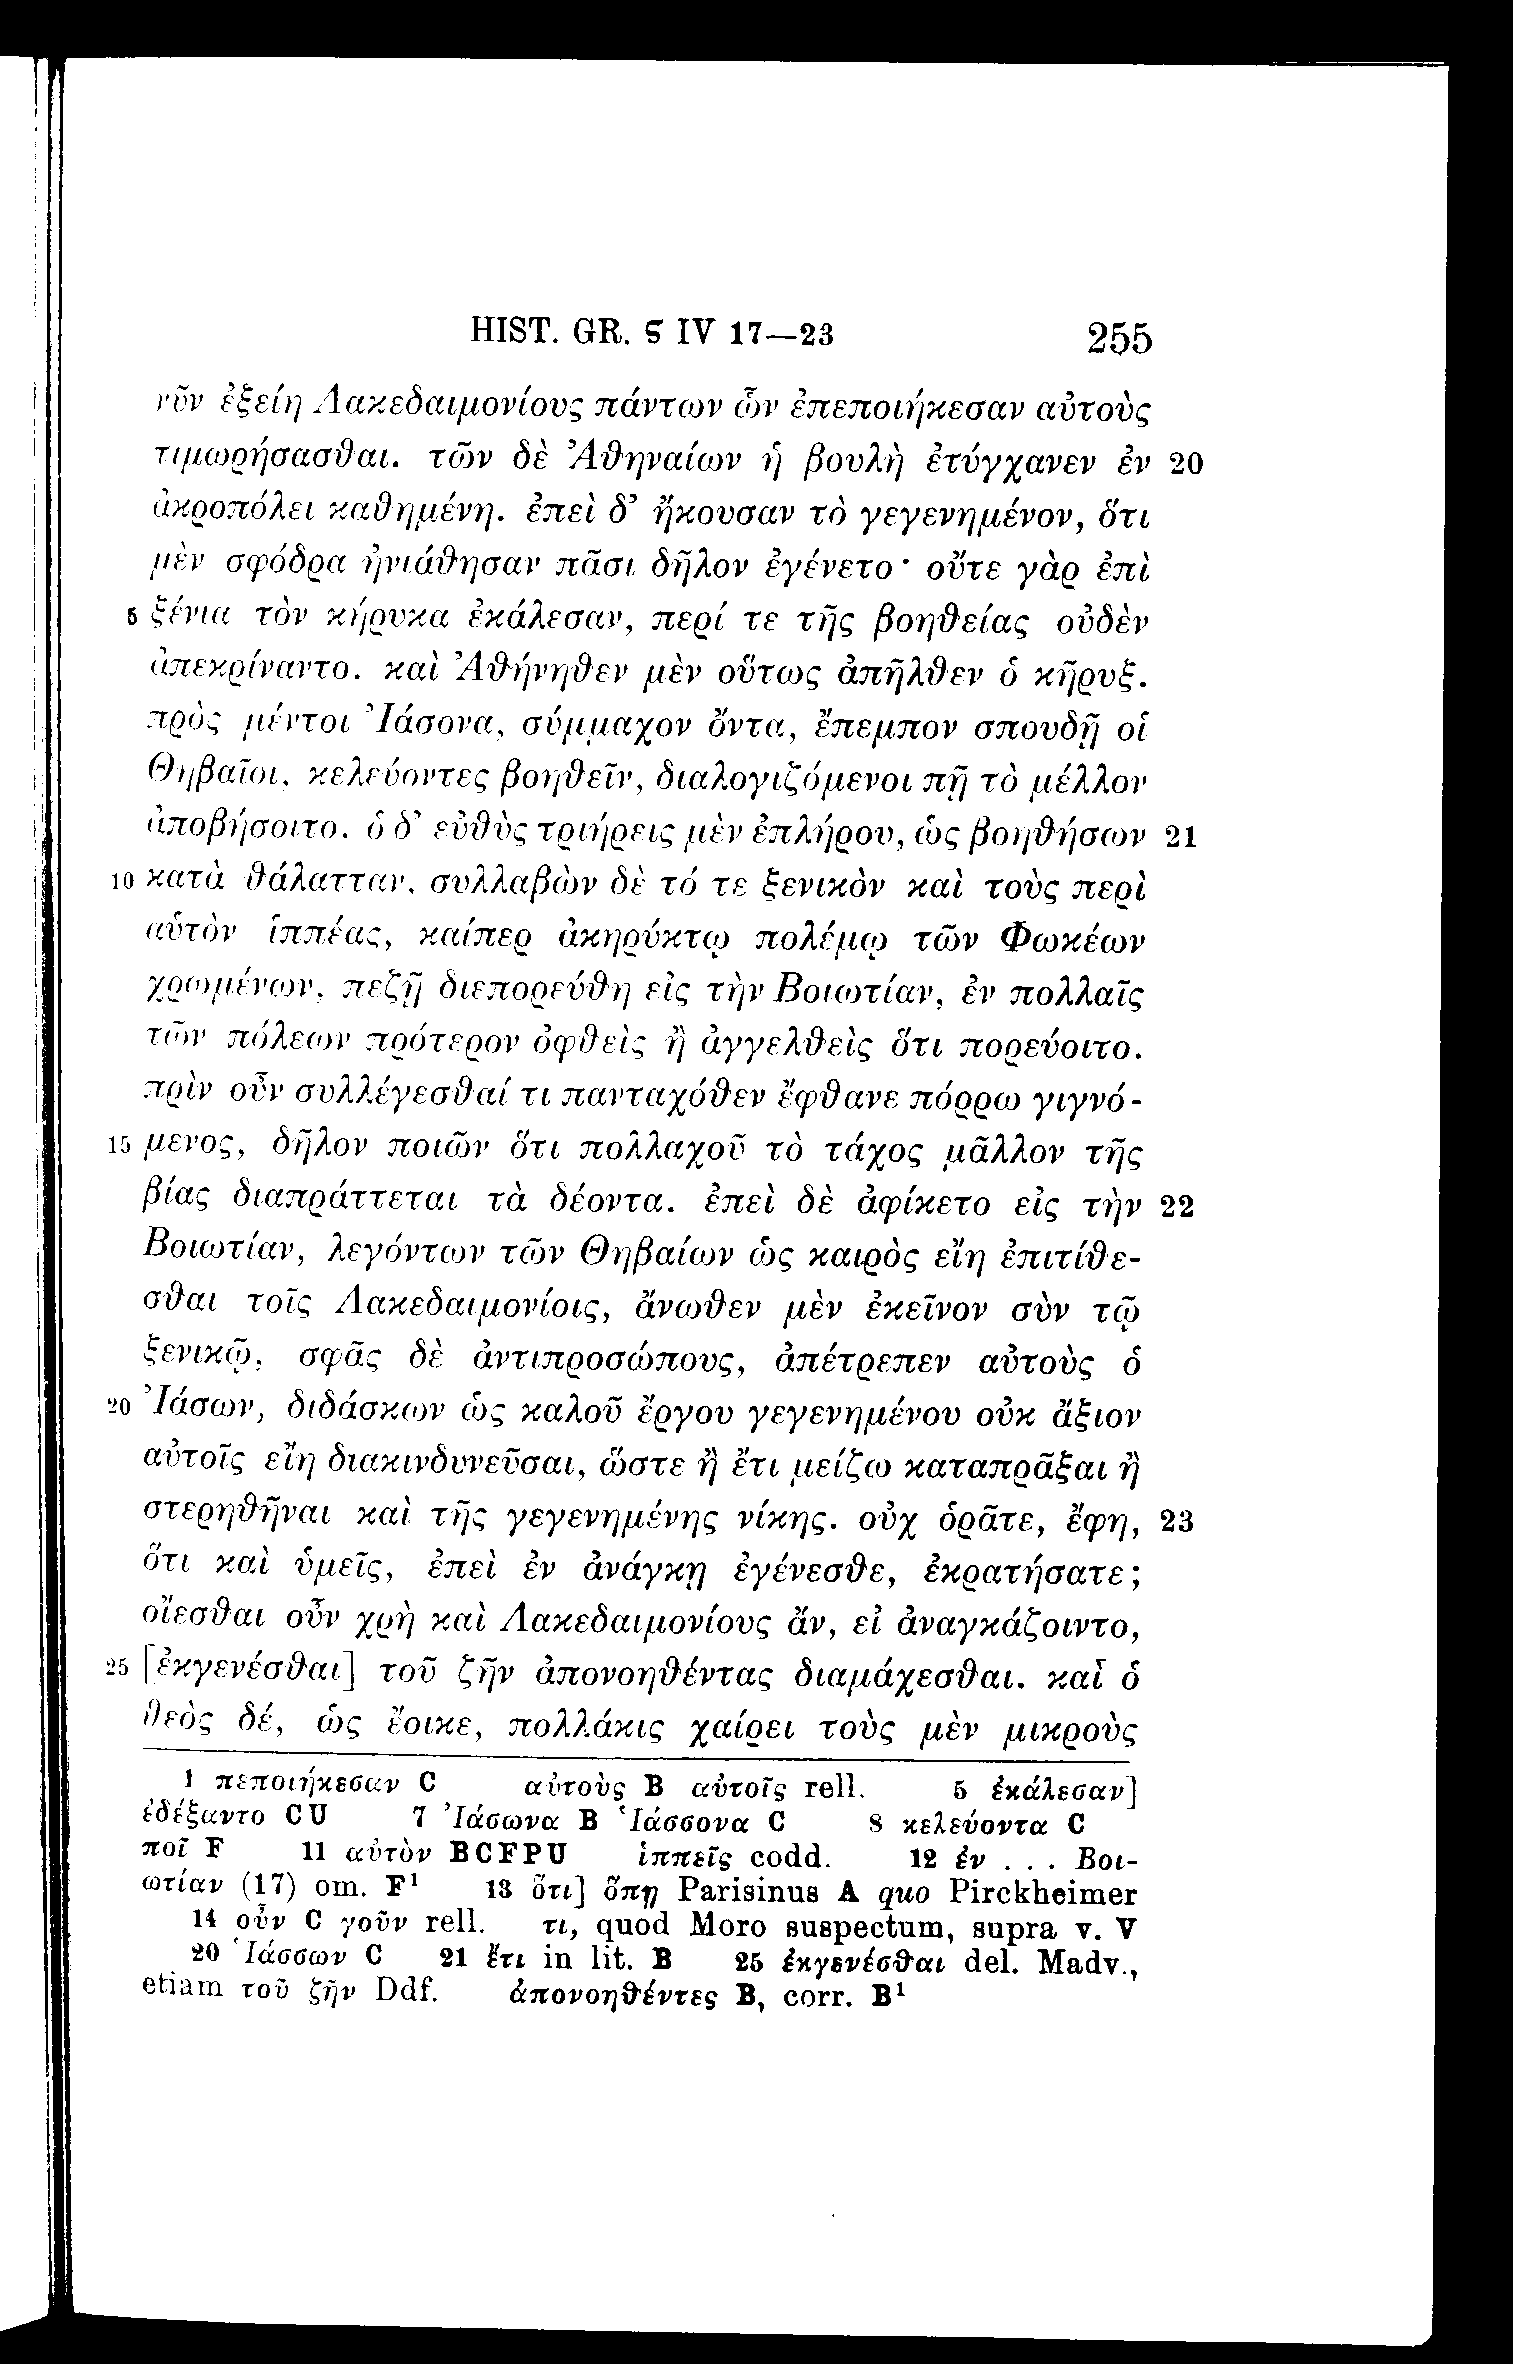 HIST. GR. Ϛ IV 17—23 255
νῦν ἐξείη Λακεδαιμονίους πάντων ὧν ἐπεποιήκεσαν αὐτοὺς
τιμωρήσασθαι. τῶν δὲ Ἀθηναίων ἡ βουλὴ ἐτύγχανεν ἐν 20
ἀκροπόλει καθημένη. ἐπεὶ δ’ ἤκουσαν τὸ γεγενημένον, ὅτι
μὲν σφόδρα ἠνιάθησαν πᾶσι δῆλον ἐγένετο· οὔτε γὰρ ἐπὶ
5 ξένια τὸν κήρυκα ἐκάλεσαν, περί τε τῆς βοηθείας οὐδὲν
ἀπεκρίναντο. καὶ Ἀθήνηθεν μὲν οὕτως ἀπῆλθεν ὁ κῆρυξ.
πρὸς μέντοι Ἰάσονα, σύμμαχον ὄντα, ἔπεμπον σπουδῇ οἱ
Θηβαῖοι, κελεύοντες βοηθεῖν, διαλογιζόμενοι πῇ τὸ μέλλον
ἀποβήσοιτο. ὁ δ’ εὐθὺς τριήρεις μὲν ἐπλήρου, ὡς βοηθήσων 21
10 κατὰ θάλατταν, συλλαβὼν δὲ τό τε ξενικὸν καὶ τοὺς περὶ
αὑτὸν ἱππέας, καίπερ ἀκηρύκτῳ πολέμῳ τῶν Φωκέων
χρωμένων, πεζῇ διεπορεύθη εἰς τὴν Βοιωτίαν, ἐν πολλαῖς
τῶν πόλεων πρότερον ὀφθεὶς ἢ ἀγγελθεὶς ὅτι πορεύοιτο.
πρὶν οὖν συλλέγεσθαί τι πανταχόθεν ἔφθανε πόρρω γιγνό-
15 μενος, δῆλον ποιῶν ὅτι πολλαχοῦ τὸ τάχος μᾶλλον τῆς
βίας διαπράττεται τὰ δέοντα. ἐπεὶ δὲ ἀφίκετο εἰς τὴν 22
Βοιωτίαν, λεγόντων τῶν Θηβαίων ὡς καιρὸς εἴη ἐπιτίθε-
σθαι τοῖς Λακεδαιμονίοις, ἄνωθεν μὲν ἐκεῖνον σὺν τῷ
ξενικῷ, σφᾶς δὲ ἀντιπροσώπους, ἀπέτρεπεν αὐτοὺς ὁ
20 Ἰάσων, διδάσκων ὡς καλοῦ ἔργου γεγενημένου οὐκ ἄξιον
αὐτοῖς εἴη διακινδυνεῦσαι, ὥστε ἢ ἔτι μείζω καταπρᾶξαι ἢ
στερηθῆναι καὶ τῆς γεγενημένης νίκης. οὐχ ὁρᾶτε, ἔφη, 23
ὅτι καὶ ὑμεῖς, ἐπεὶ ἐν ἀνάγκῃ ἐγένεσθε, ἐκρατήσατε;
οἴεσθαι οὖν χρὴ καὶ Λακεδαιμονίους ἄν, εἰ ἀναγκάζοιντο,
25 [ἐκγενέσθαι] τοῦ ζῆν ἀπονοηθέντας διαμάχεσθαι. καὶ ὁ
θεὸς δέ, ὡς ἔοικε, πολλάκις χαίρει τοὺς μὲν μικροὺς
1 πεποιήκεσαν C αὐτοὺς B αὐτοῖς rell. 5 ἐκάλεσαν]
ἐδέξαντο CU 7 Ἰάσωνα B Ἱάσσονα C 8 κελεύοντα C
ποῖ F 11 αὐτὸν BCFPU ἱππεῖς codd. 12 ἐν . . . Βοι-
ωτίαν (17) om. F¹ 13 ὅτι] ὅπῃ Parisinus A quo Pirckheimer
14 οὖν C γοῦν rell. τι, quod Moro suspectum, supra v. V
20 Ἱάσσων C 21 ἔτι in lit. B 25 ἐκγενέσθαι del. Madv.,
etiam τοῦ ζῆν Ddf. ἀπονοηθέντες B, corr. B¹